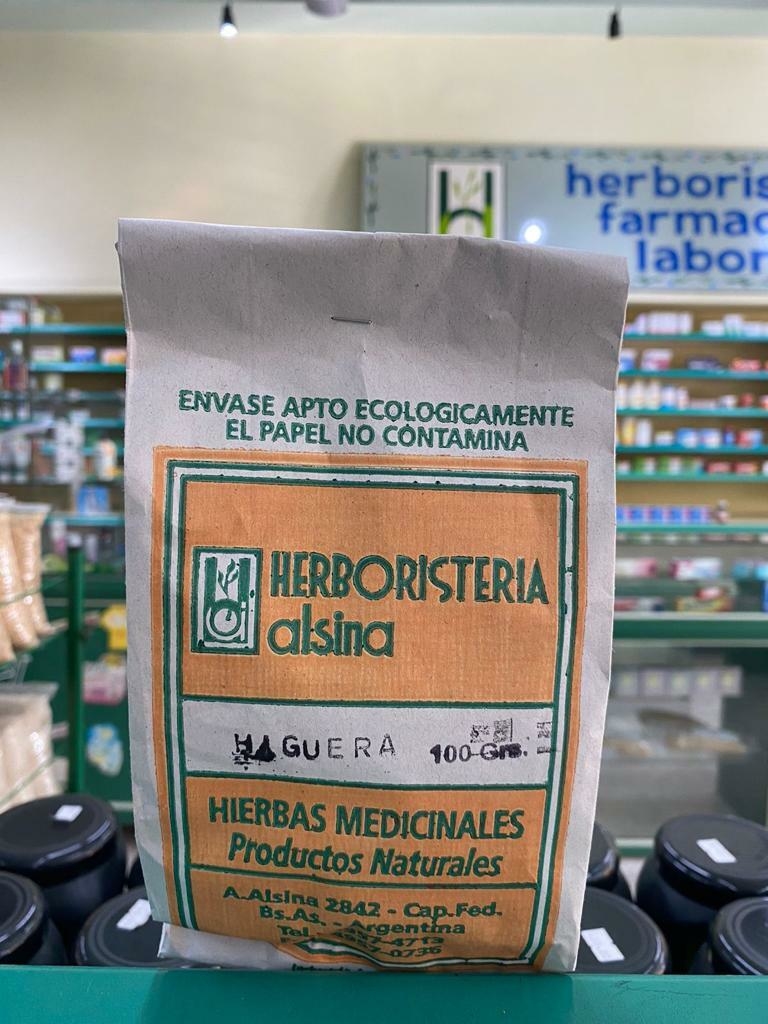 herboris
farmac
labor
ENVASE APTO ECOLOGICAMENTE
EL PAPEL NO CONTAMINA
HERBORISTERIA
alsina
HIGUERA 100 Grs.
HIERBAS MEDICINALES
Productos Naturales
A.Alsina 2842 - Cap.Fed.
Bs.As. - Argentina
Tel